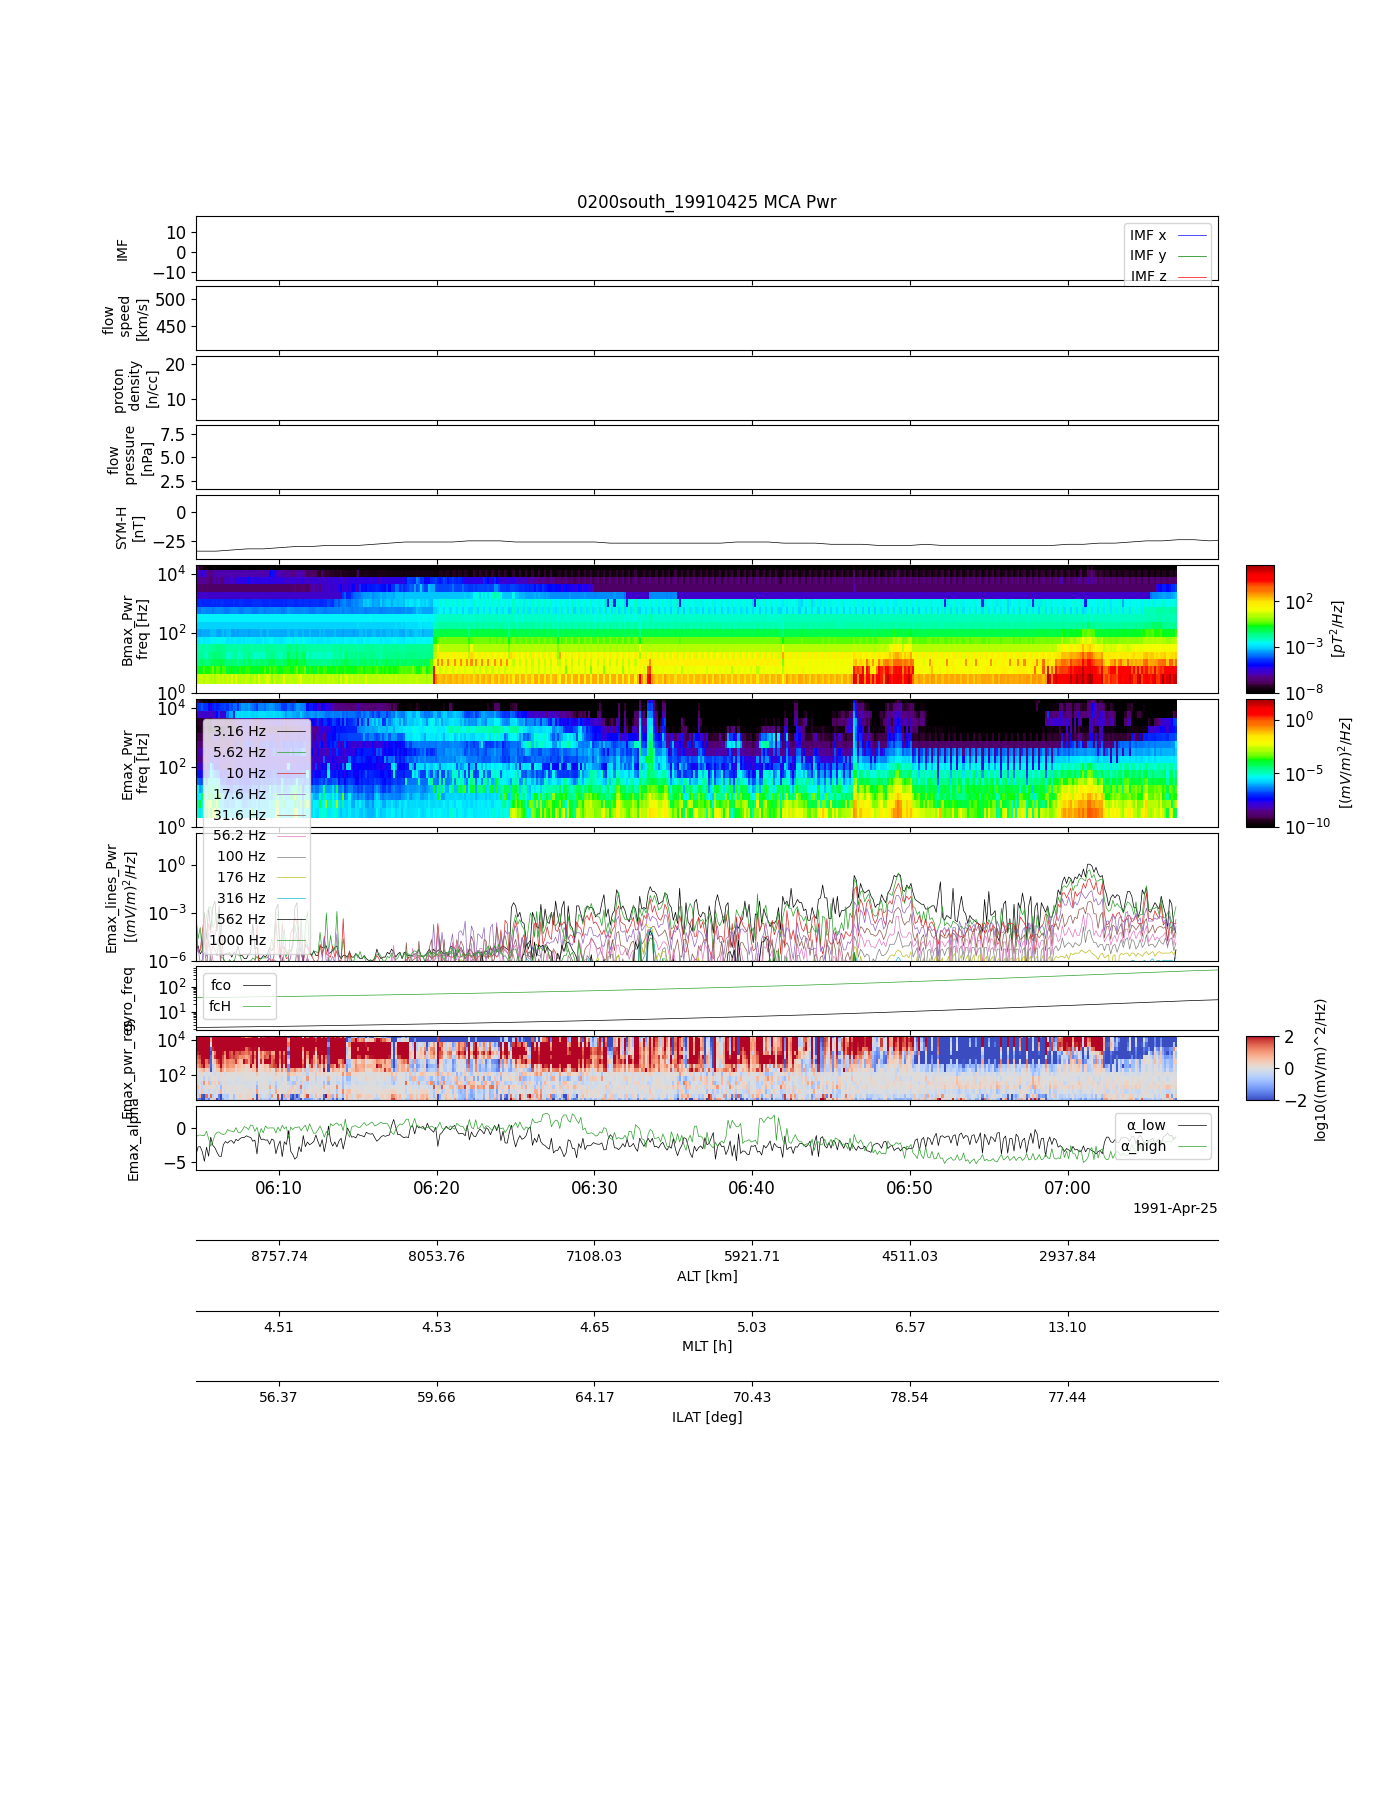 0200south_19910425 MCA Pwr
IMF
10
0
−10
IMF x
IMF y
IMF z
flow
speed
[km/s]
500
450
proton
density
[n/cc]
20
10
flow
pressure
[nPa]
7.5
5.0
2.5
SYM-H
[nT]
0
−25
Bmax_Pwr
freq [Hz]
10^4
10^2
10^0
10^2
10^−3
10^−8
[pT^2/Hz]
Emax_Pwr
freq [Hz]
10^4
10^2
10^0
10^0
10^−5
10^−10
[(mV/m)^2/Hz]
3.16 Hz
5.62 Hz
10 Hz
17.6 Hz
31.6 Hz
56.2 Hz
100 Hz
176 Hz
316 Hz
562 Hz
1000 Hz
Emax_lines_Pwr
[(mV/m)^2/Hz]
10^0
10^−3
10^−6
gyro_freq
10^2
10^1
fco
fcH
Emax_pwr_reg
10^4
10^2
2
0
−2
log10((mV/m)^2/Hz)
Emax_alpha
0
−5
α_low
α_high
06:10 06:20 06:30 06:40 06:50 07:00
1991-Apr-25
8757.74 8053.76 7108.03 5921.71 4511.03 2937.84
ALT [km]
4.51 4.53 4.65 5.03 6.57 13.10
MLT [h]
56.37 59.66 64.17 70.43 78.54 77.44
ILAT [deg]